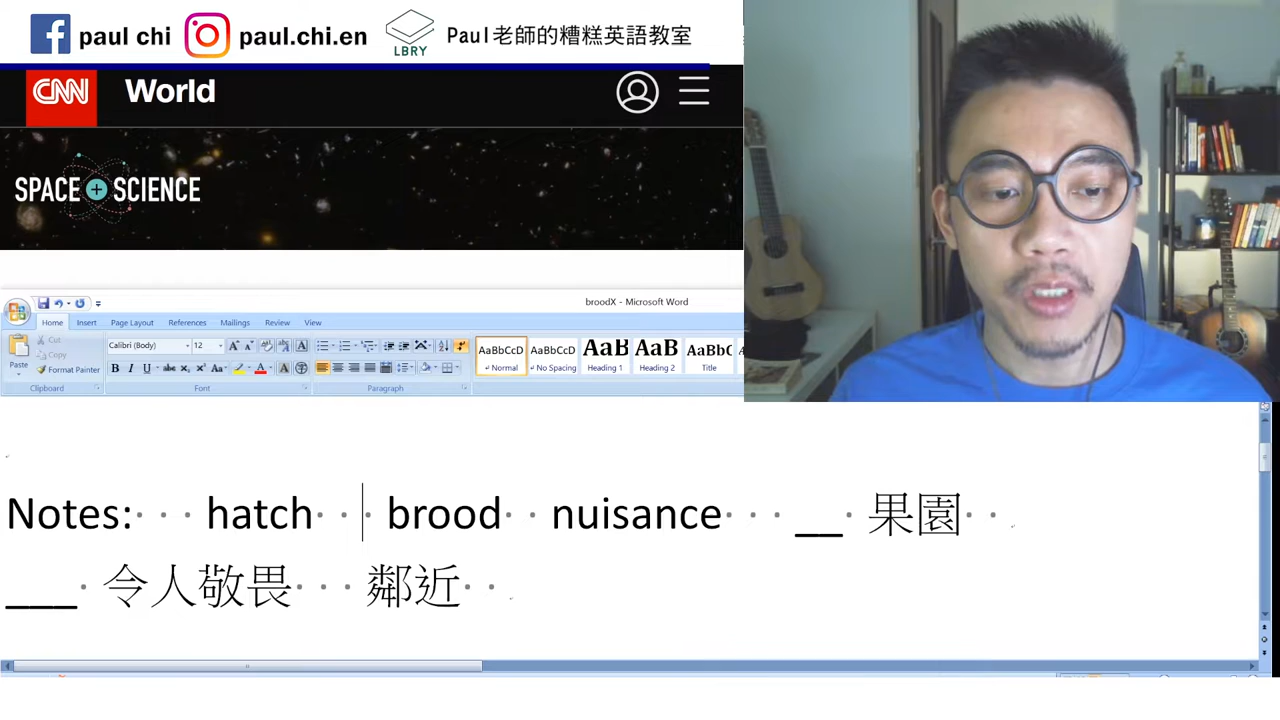 paul chi paul.chi.en LBRY Paul老師的糟糕英語教室
CNN World
SPACE + SCIENCE
broodX - Microsoft Word
Home Insert Page Layout References Mailings Review View
Paste Cut Copy Format Painter
Calibri (Body) 12
AaBbCcD AaBbCcD AaBb AaB AaBbC
Normal No Spacing Heading 1 Heading 2 Title
Clipboard Font Paragraph
Notes: hatch brood nuisance __ 果園
___ 令人敬畏 鄰近